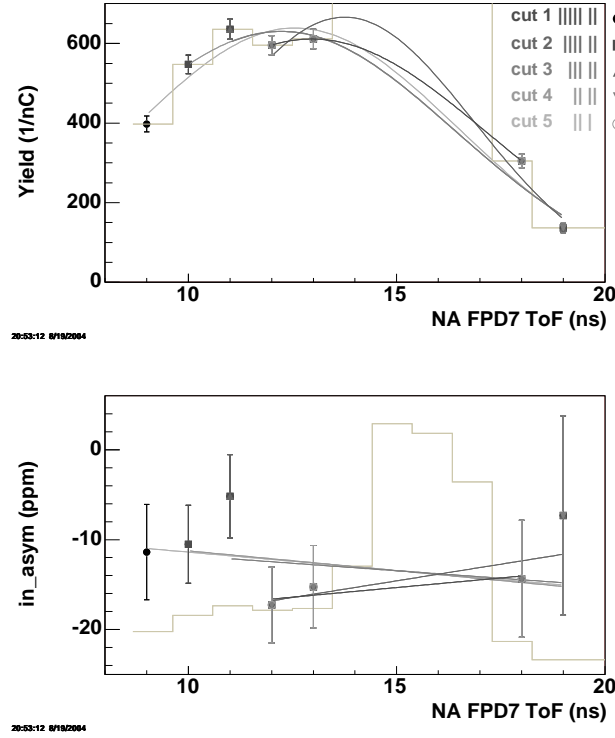 600
400
200
0
Yield (1/nC)
cut 1
cut 2
cut 3
cut 4
cut 5
10 15 20
NA FPD7 ToF (ns)
20:53:12 8/19/2004
0
-10
-20
in_asym (ppm)
10 15 20
NA FPD7 ToF (ns)
20:53:12 8/19/2004